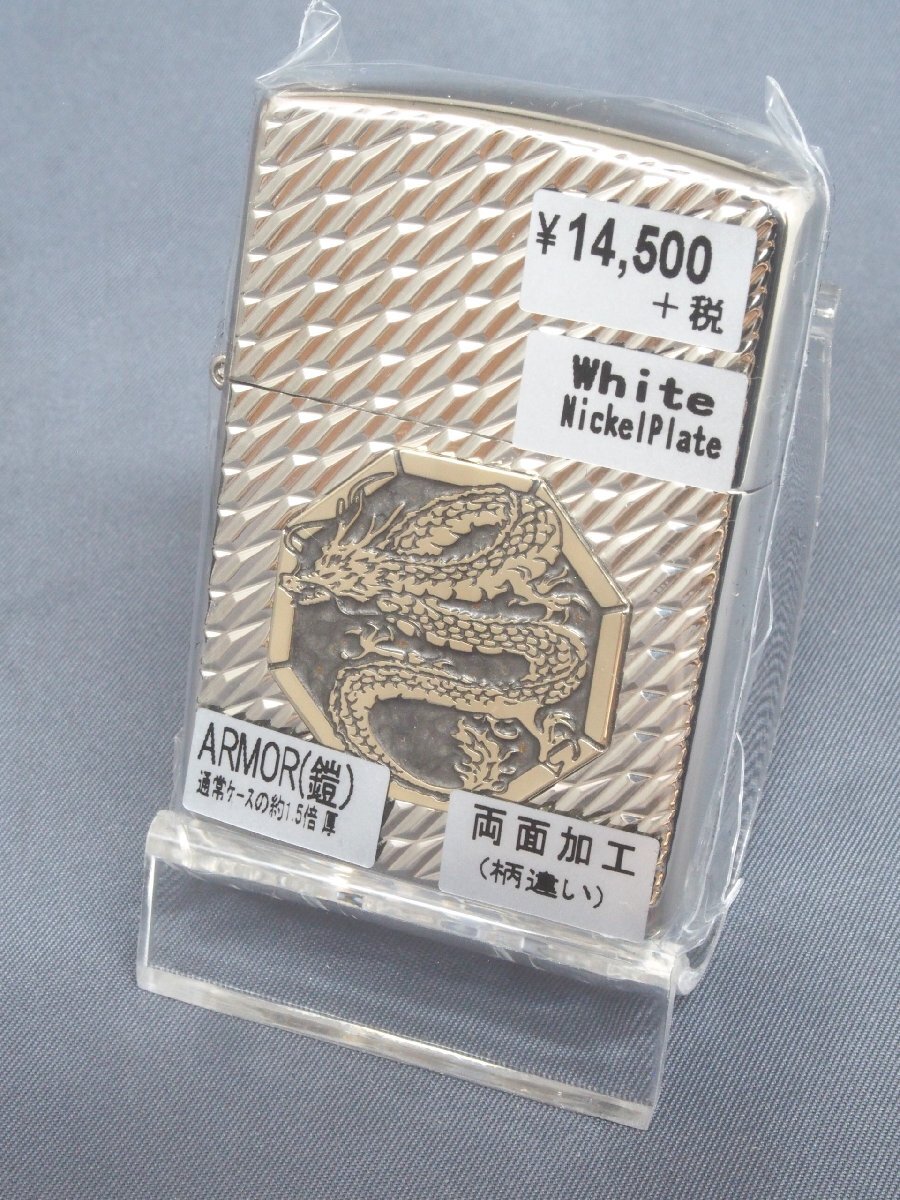 ¥14,500
+税
White
NickelPlate
ARMOR(鎧)
通常ケースの約1.5倍厚
両面加工
(柄違い)